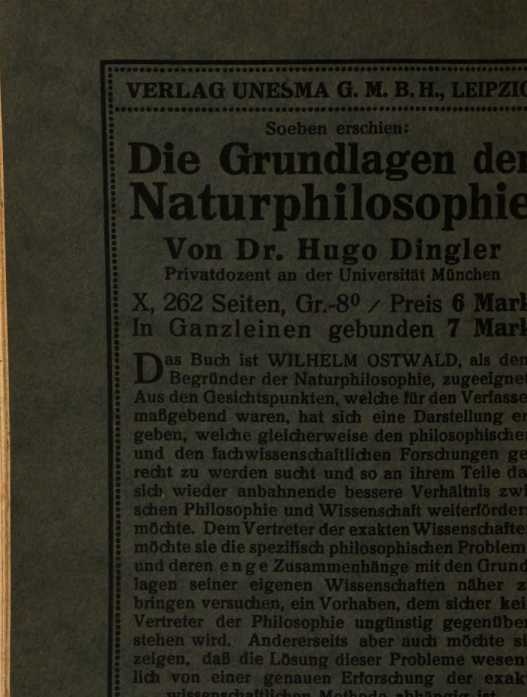 VERLAG UNESMA G. M. B. H., LEIPZIG
Soeben erschien:
Die Grundlagen der
Naturphilosophie
Von Dr. Hugo Dingler
Privatdozent an der Universität München
X, 262 Seiten, Gr.-8º / Preis 6 Mark
In Ganzleinen gebunden 7 Mark
Das Buch ist WILHELM OSTWALD, als dem
Begründer der Naturphilosophie, zugeeignet
Aus den Gesichtspunkten, welche für den Verfasse
maßgebend waren, hat sich eine Darstellung er
geben, welche gleicherweise den philosophischen
und den fachwissenschaftlichen Forschungen ge
recht zu werden sucht und so an ihrem Teile da
sich wieder anbahnende bessere Verhältnis zwi
schen Philosophie und Wissenschaft weiterfördern
möchte. Dem Vertreter der exakten Wissenschaften
möchte sie die spezifisch philosophischen Problem
und deren enge Zusammenhänge mit den Grund
lagen seiner eigenen Wissenschaften näher z
bringen versuchen, ein Vorhaben, dem sicher kei
Vertreter der Philosophie ungünstig gegenüber
stehen wird. Andererseits aber auch möchte si
zeigen, daß die Lösung dieser Probleme wesen
lich von einer genauen Erforschung der exak
wissenschaftlichen Methode abhängig ist